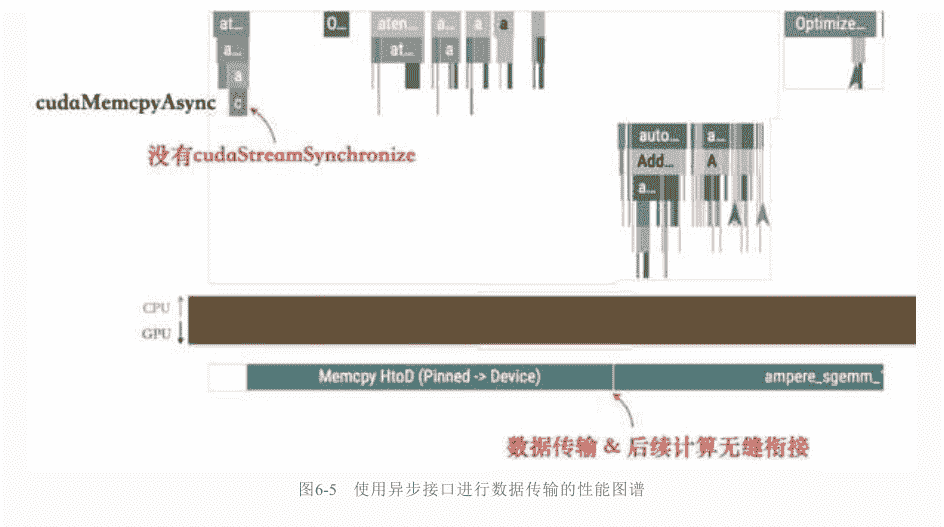 at... O... aten... a... a a Optimize...
a... at... a
a
cudaMemcpyAsync c
没有cudaStreamSynchronize
auto... a...
Add... A
a...
CPU
GPU
Memcpy HtoD (Pinned -> Device) ampere_sgemm_
数据传输 & 后续计算无缝衔接
图6-5 使用异步接口进行数据传输的性能图谱